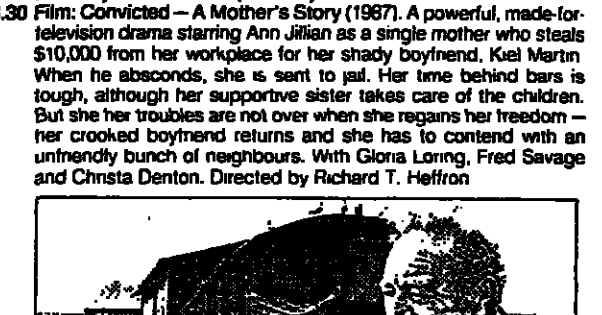 .30 Film: Convicted — A Mother's Story (1987). A powerful, made-for-
television drama starring Ann Jillian as a single mother who steals
$10,000 from her workplace for her shady boyfriend, Kiel Martin
When he absconds, she is sent to jail. Her time behind bars is
tough, although her supportive sister takes care of the children.
But she her troubles are not over when she regains her freedom —
her crooked boyfriend returns and she has to contend with an
unfriendly bunch of neighbours. With Gloria Loring, Fred Savage
and Christa Denton. Directed by Richard T. Heffron